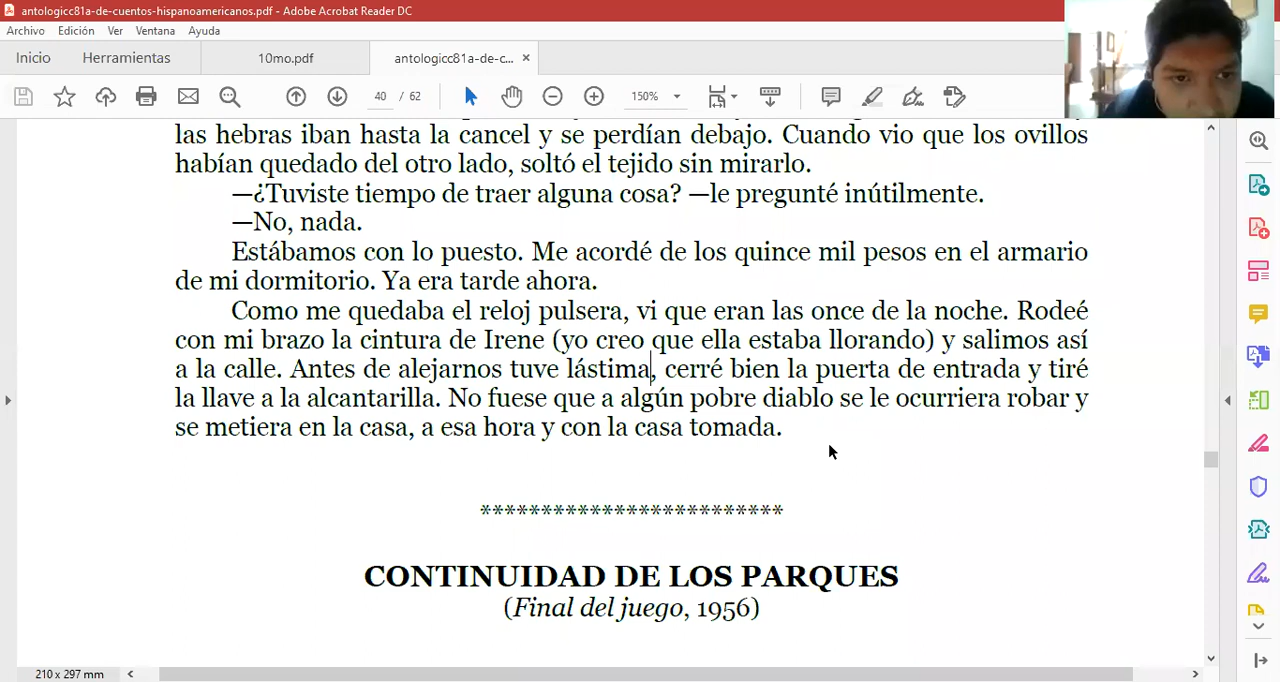 antologicc81a-de-cuentos-hispanoamericanos.pdf - Adobe Acrobat Reader DC
Archivo Edición Ver Ventana Ayuda
Inicio Herramientas 10mo.pdf antologicc81a-de-c... ×
40 / 62 150%
las hebras iban hasta la cancel y se perdían debajo. Cuando vio que los ovillos
habían quedado del otro lado, soltó el tejido sin mirarlo.
—¿Tuviste tiempo de traer alguna cosa? —le pregunté inútilmente.
—No, nada.
Estábamos con lo puesto. Me acordé de los quince mil pesos en el armario
de mi dormitorio. Ya era tarde ahora.
Como me quedaba el reloj pulsera, vi que eran las once de la noche. Rodeé
con mi brazo la cintura de Irene (yo creo que ella estaba llorando) y salimos así
a la calle. Antes de alejarnos tuve lástima, cerré bien la puerta de entrada y tiré
la llave a la alcantarilla. No fuese que a algún pobre diablo se le ocurriera robar y
se metiera en la casa, a esa hora y con la casa tomada.
*************************
CONTINUIDAD DE LOS PARQUES
(Final del juego, 1956)
210 x 297 mm